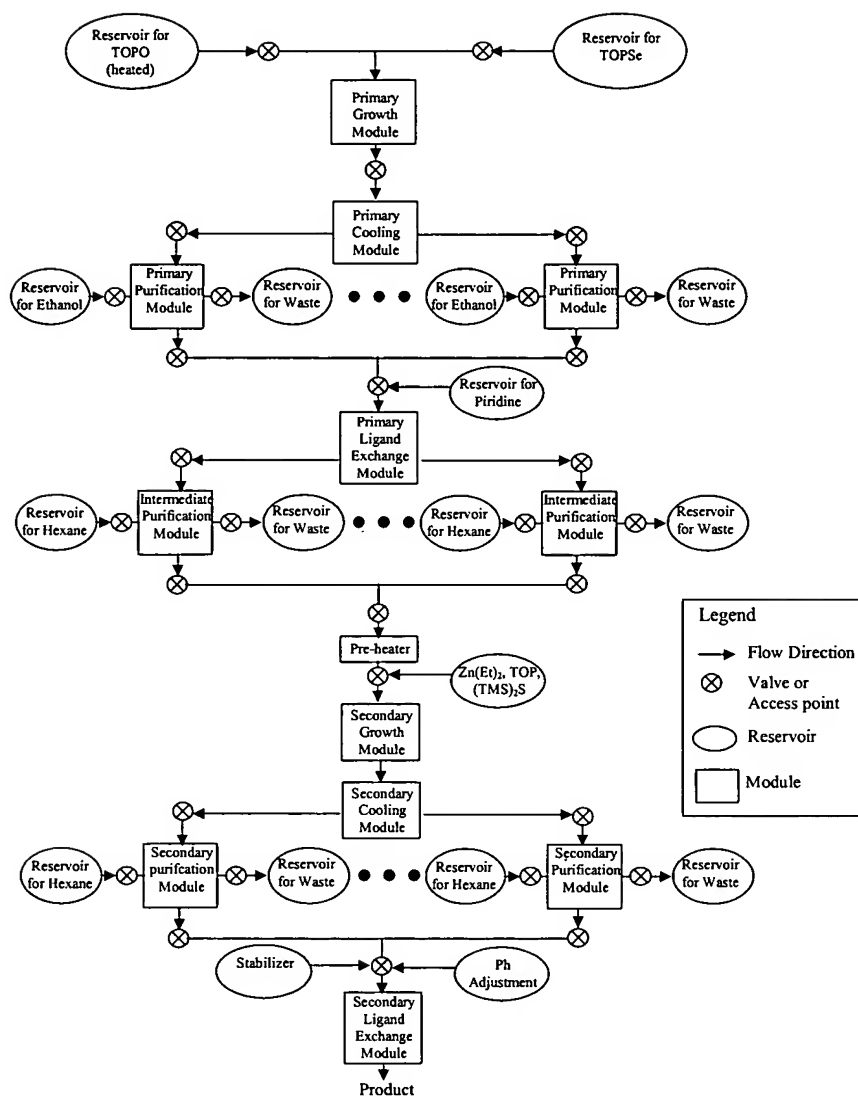 Reservoir for
TOPO
(heated)
Reservoir for
TOPSe
Primary
Growth
Module
Primary
Cooling
Module
Reservoir
for Ethanol
Primary
Purification
Module
Reservoir
for Waste
Reservoir
for Ethanol
Primary
Purification
Module
Reservoir
for Waste
Reservoir for
Piridine
Primary
Ligand
Exchange
Module
Reservoir
for Hexane
Intermediate
Purification
Module
Reservoir
for Waste
Reservoir
for Hexane
Intermediate
Purification
Module
Reservoir
for Waste
Pre-heater
Zn(Et)2, TOP,
(TMS)2S
Secondary
Growth
Module
Secondary
Cooling
Module
Reservoir
for Hexane
Secondary
purification
Module
Reservoir
for Waste
Reservoir
for Hexane
Secondary
Purification
Module
Reservoir
for Waste
Stabilizer
Ph
Adjustment
Secondary
Ligand
Exchange
Module
Product
Legend
Flow Direction
Valve or
Access point
Reservoir
Module